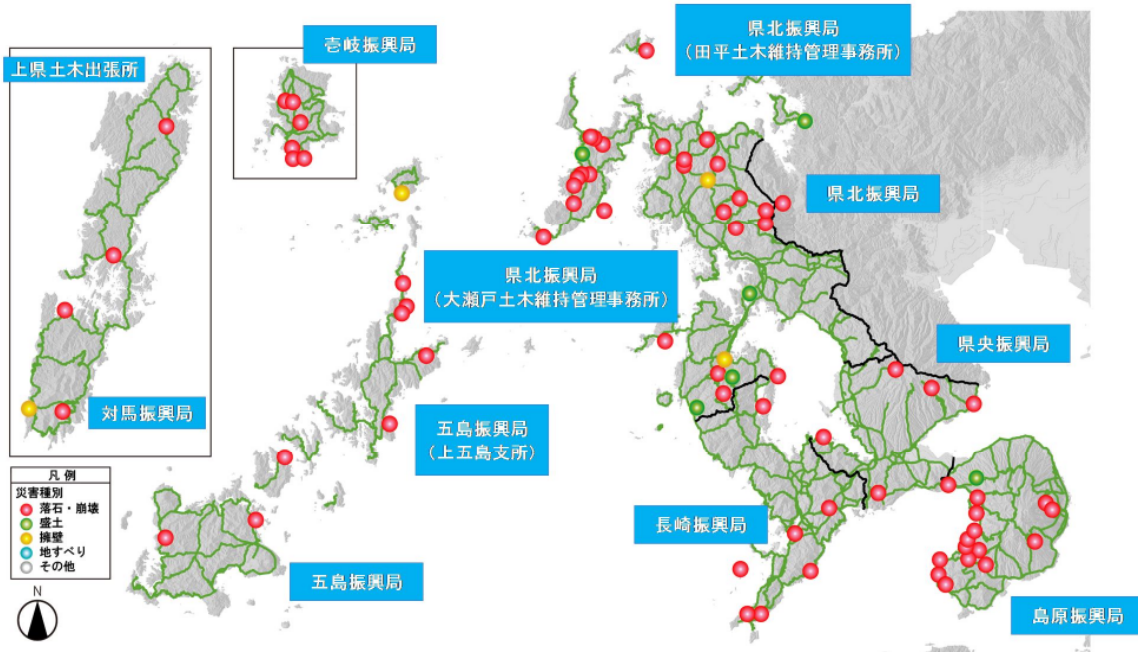 上県土木出張所
壱岐振興局
県北振興局
（田平土木維持管理事務所）
県北振興局
県北振興局
（大瀬戸土木維持管理事務所）
県央振興局
対馬振興局
五島振興局
（上五島支所）
長崎振興局
五島振興局
島原振興局
凡 例
災害種別
落石・崩壊
盛土
擁壁
地すべり
その他
N